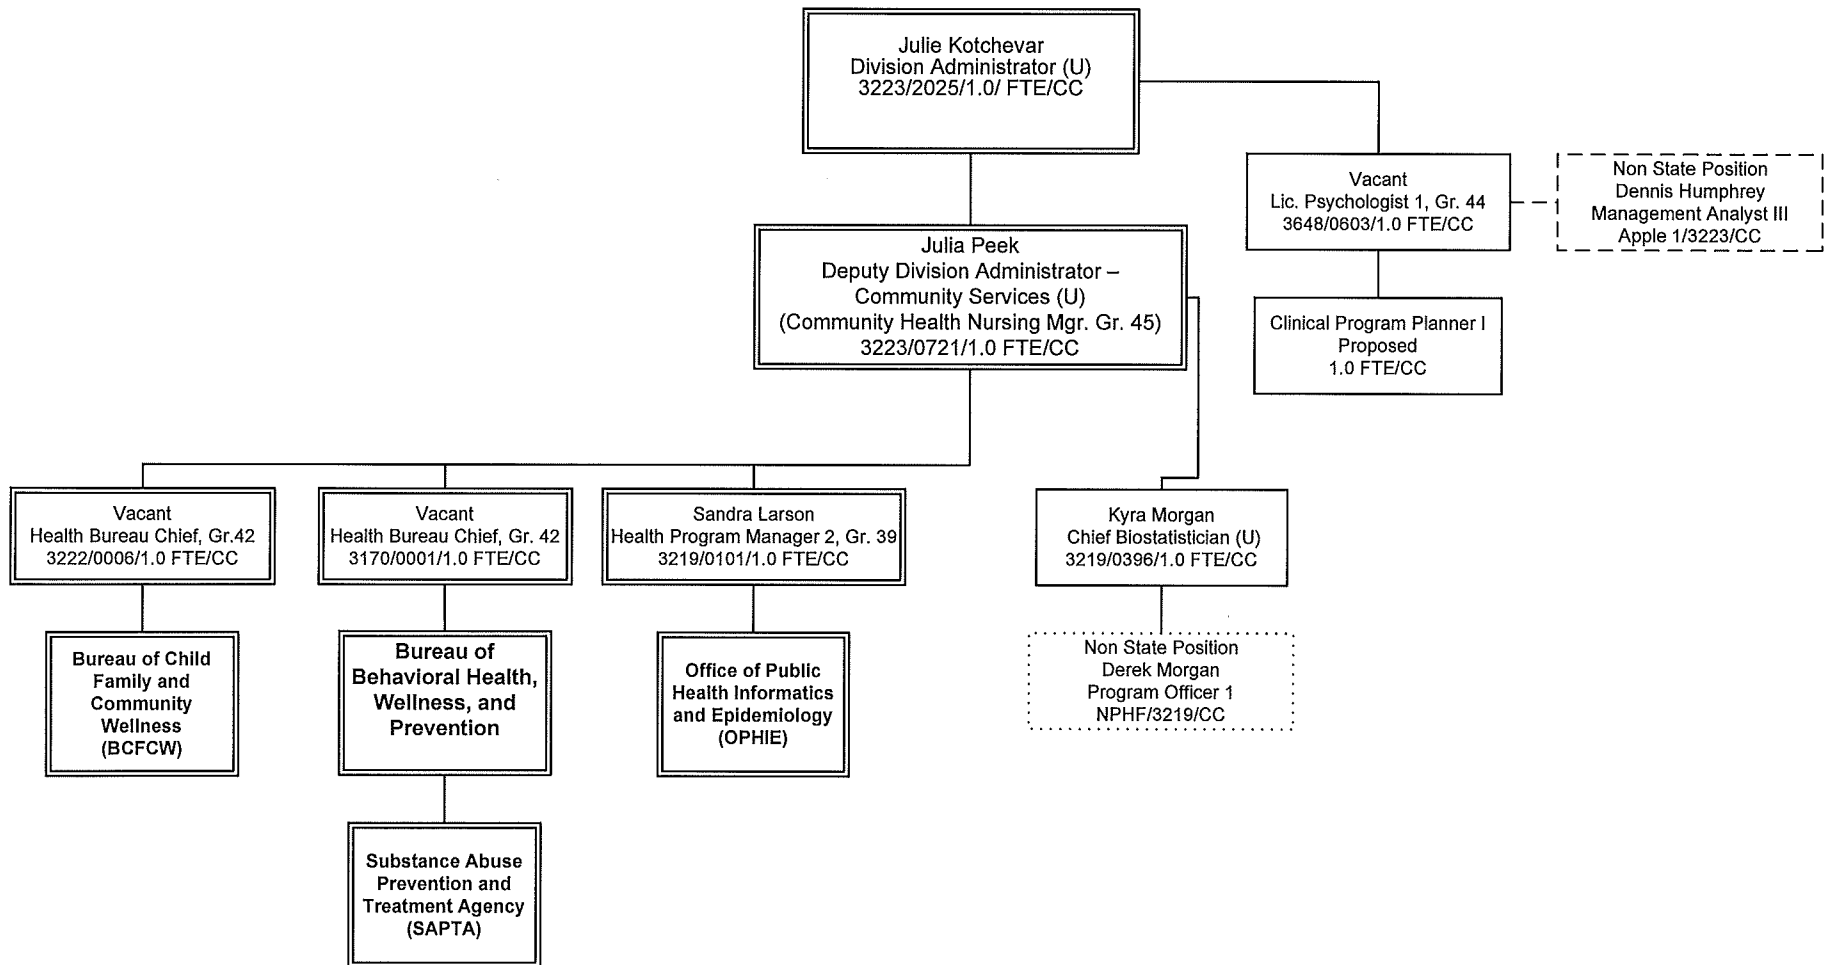 Julie Kotchevar
Division Administrator (U)
3223/2025/1.0/ FTE/CC
Vacant
Lic. Psychologist 1, Gr. 44
3648/0603/1.0 FTE/CC
Non State Position
Dennis Humphrey
Management Analyst III
Apple 1/3223/CC
Julia Peek
Deputy Division Administrator –
Community Services (U)
(Community Health Nursing Mgr. Gr. 45)
3223/0721/1.0 FTE/CC
Clinical Program Planner I
Proposed
1.0 FTE/CC
Vacant
Health Bureau Chief, Gr.42
3222/0006/1.0 FTE/CC
Vacant
Health Bureau Chief, Gr. 42
3170/0001/1.0 FTE/CC
Sandra Larson
Health Program Manager 2, Gr. 39
3219/0101/1.0 FTE/CC
Kyra Morgan
Chief Biostatistician (U)
3219/0396/1.0 FTE/CC
Bureau of Child
Family and
Community
Wellness
(BCFCW)
Bureau of
Behavioral Health,
Wellness, and
Prevention
Office of Public
Health Informatics
and Epidemiology
(OPHIE)
Non State Position
Derek Morgan
Program Officer 1
NPHF/3219/CC
Substance Abuse
Prevention and
Treatment Agency
(SAPTA)